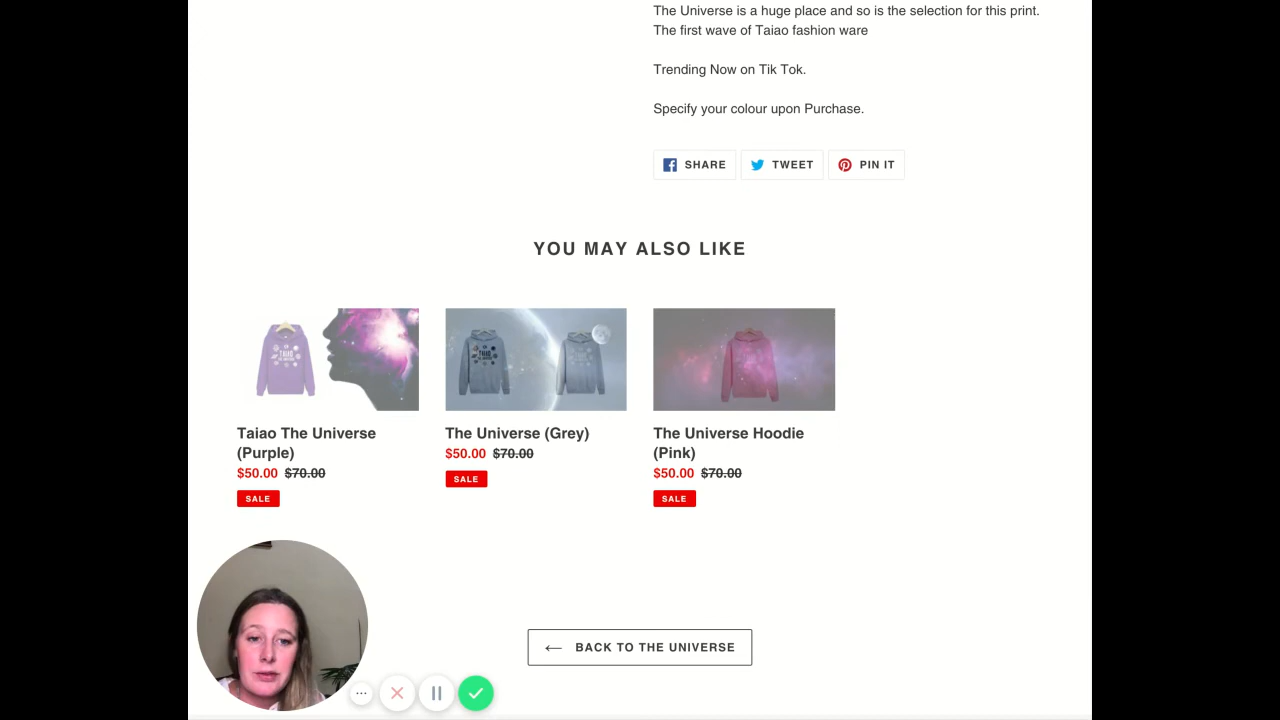 The Universe is a huge place and so is the selection for this print.
The first wave of Taiao fashion ware
Trending Now on Tik Tok.
Specify your colour upon Purchase.
SHARE
TWEET
PIN IT
YOU MAY ALSO LIKE
Taiao The Universe
(Purple)
$50.00 $70.00
SALE
The Universe (Grey)
$50.00 $70.00
SALE
The Universe Hoodie
(Pink)
$50.00 $70.00
SALE
← BACK TO THE UNIVERSE